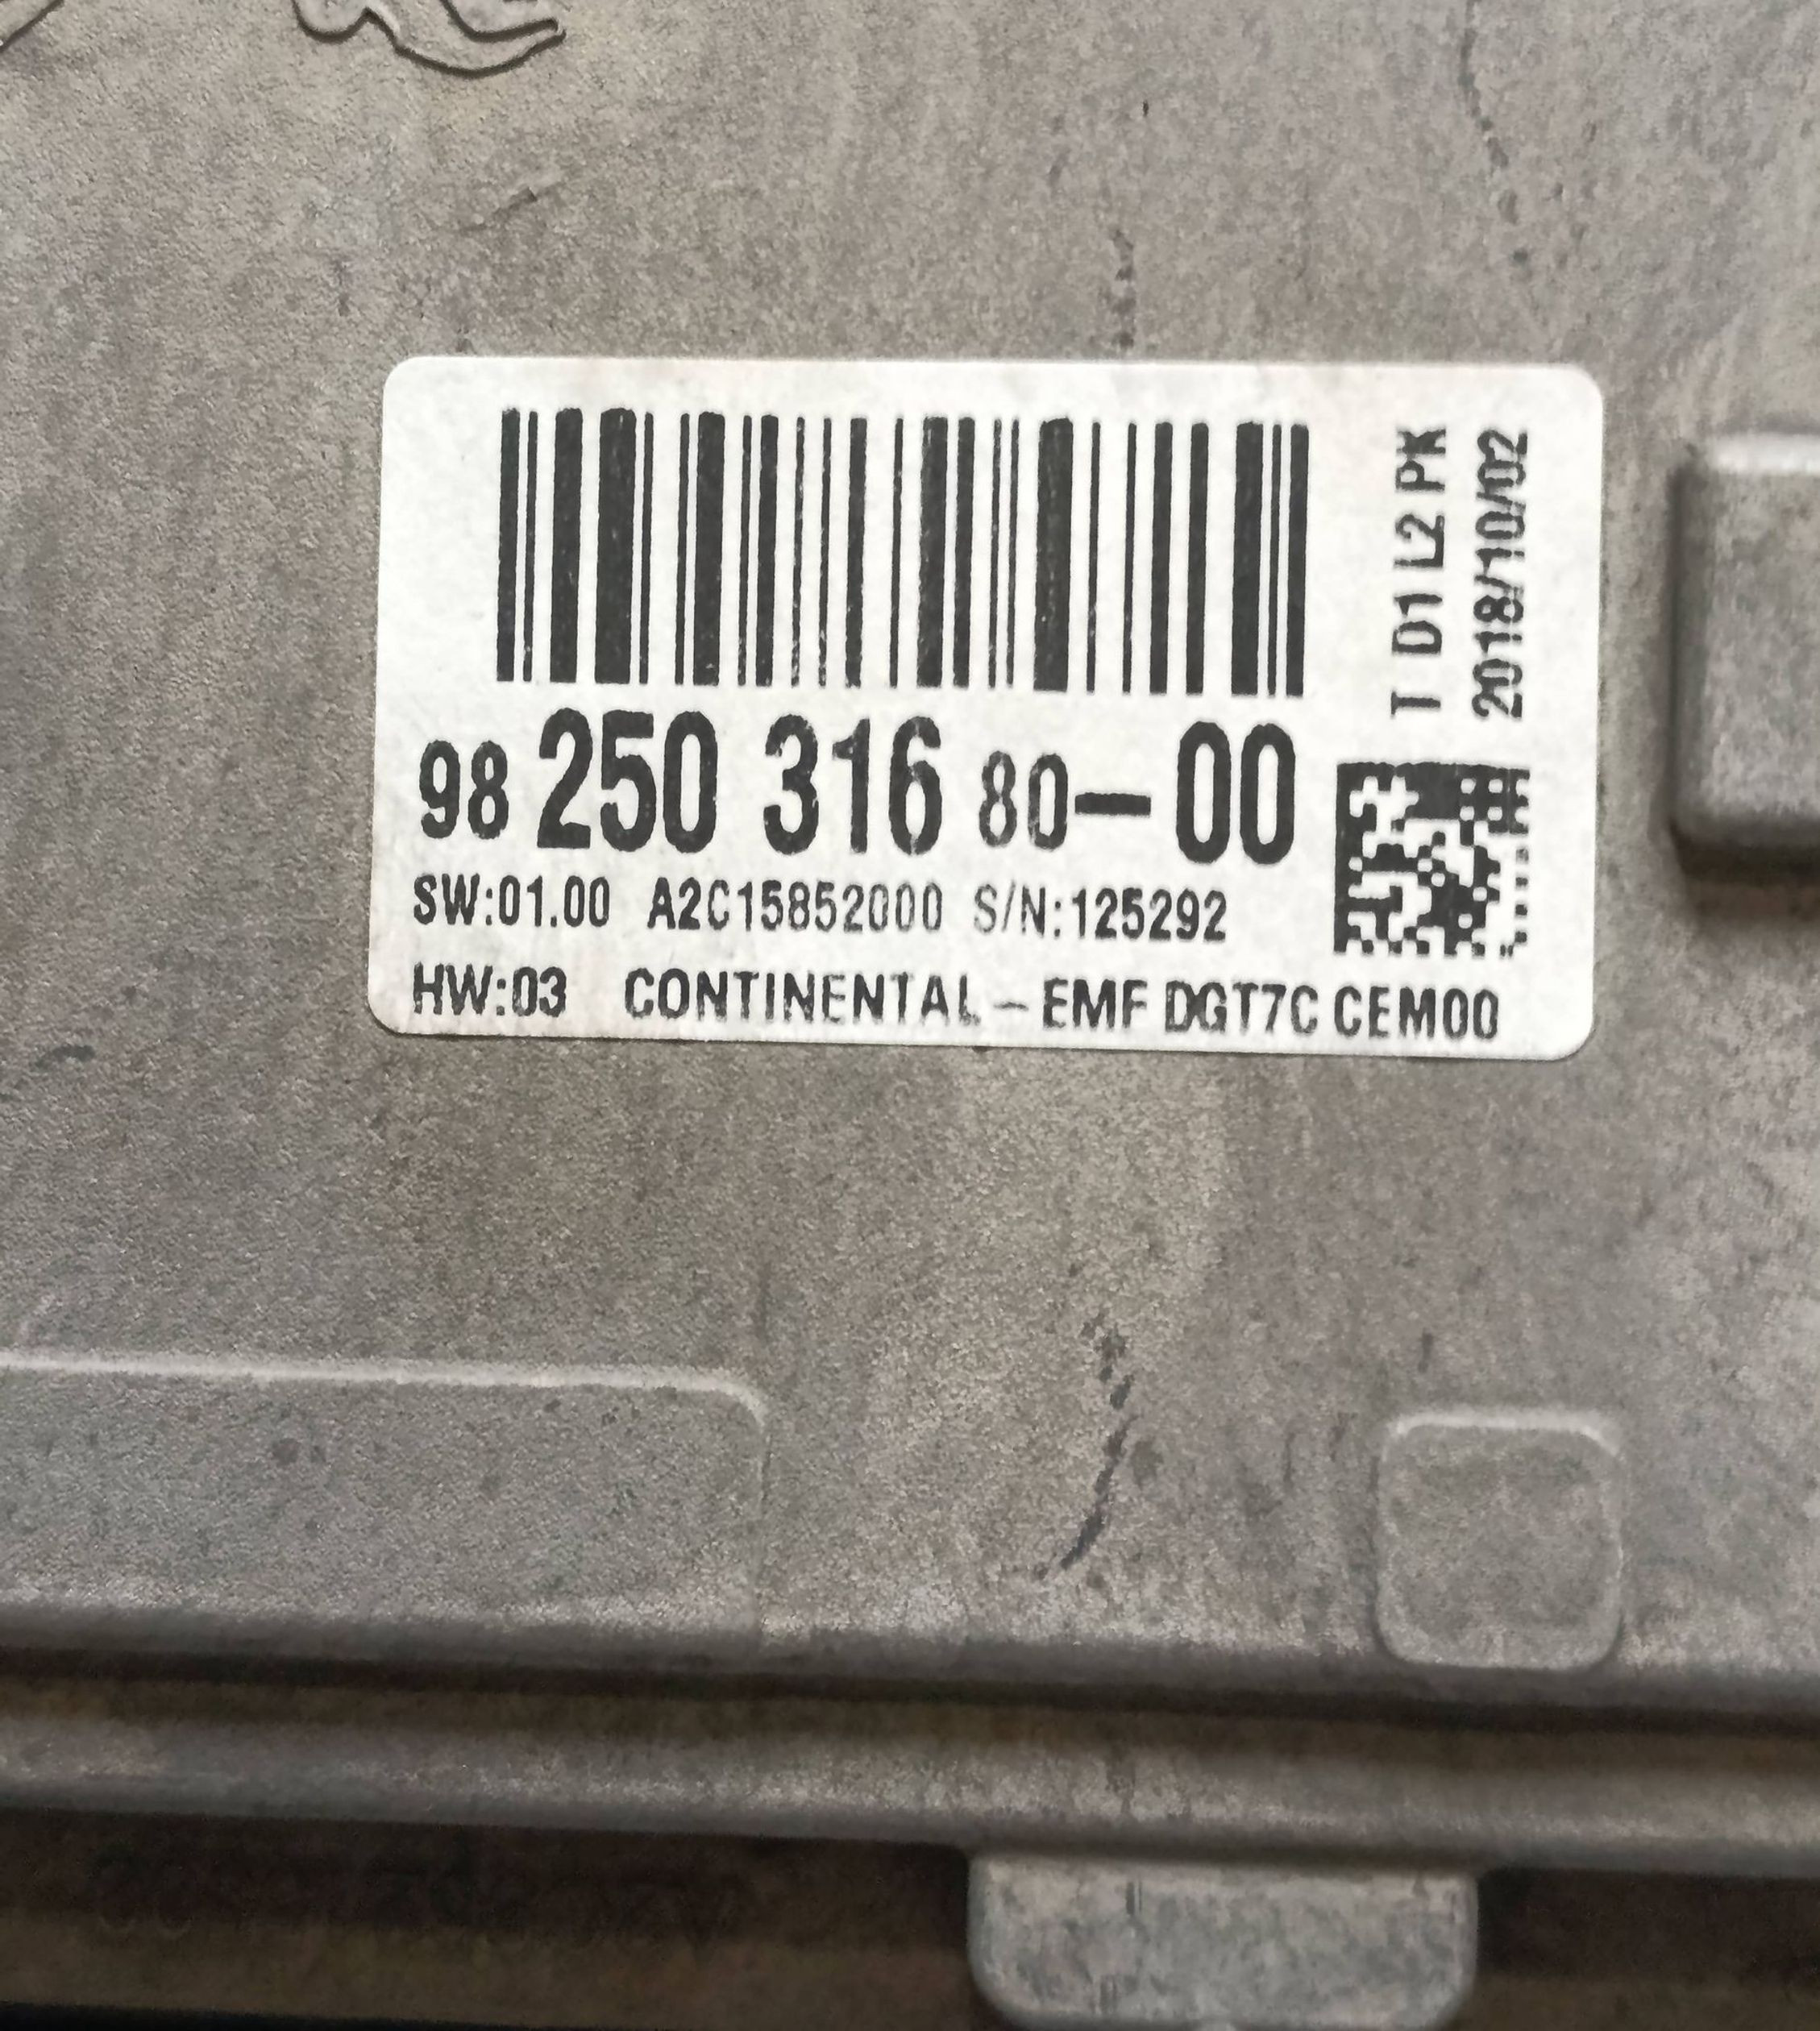 98 250 316 80-00
SW:01.00 A2C15852000 S/N:125292
HW:03 CONTINENTAL - EMF DGT7C CEM00
T D1 L2 PK
2018/10/02